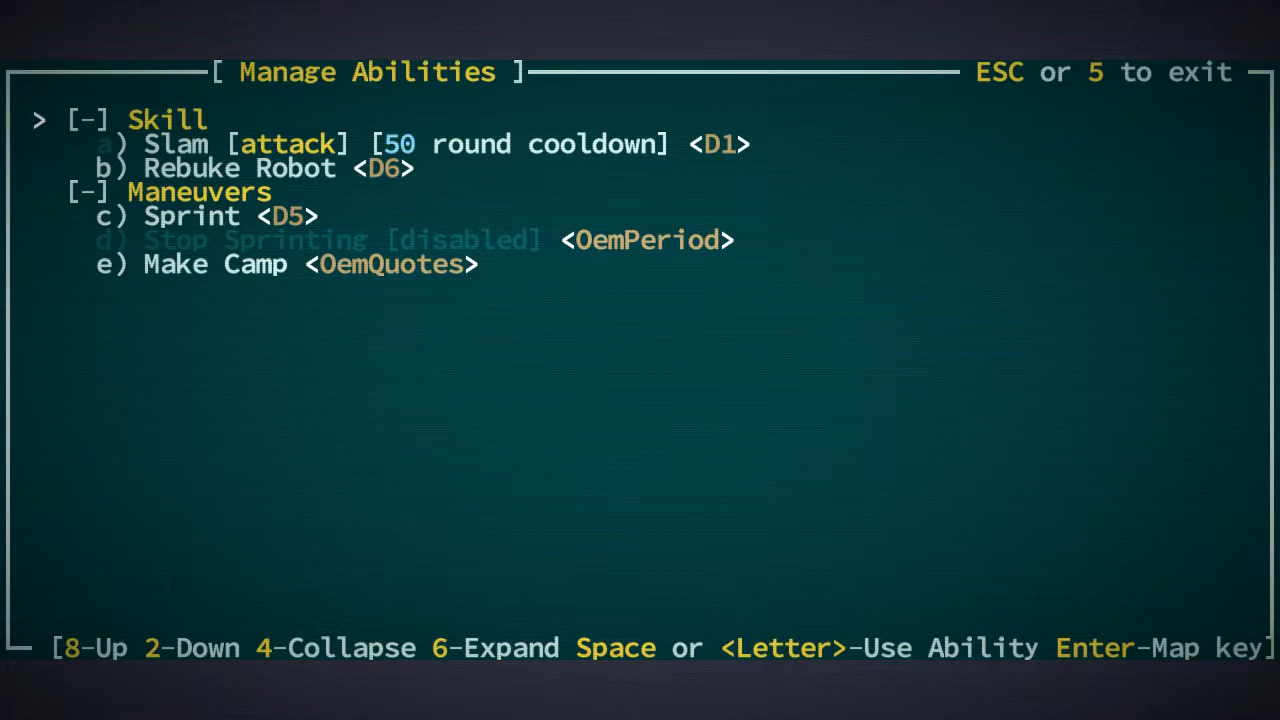 [ Manage Abilities ] ESC or 5 to exit
> [-] Skill
a) Slam [attack] [50 round cooldown] <D1>
b) Rebuke Robot <D6>
[-] Maneuvers
c) Sprint <D5>
d) Stop Sprinting [disabled] <OemPeriod>
e) Make Camp <OemQuotes>
[8-Up 2-Down 4-Collapse 6-Expand Space or <Letter>-Use Ability Enter-Map key]